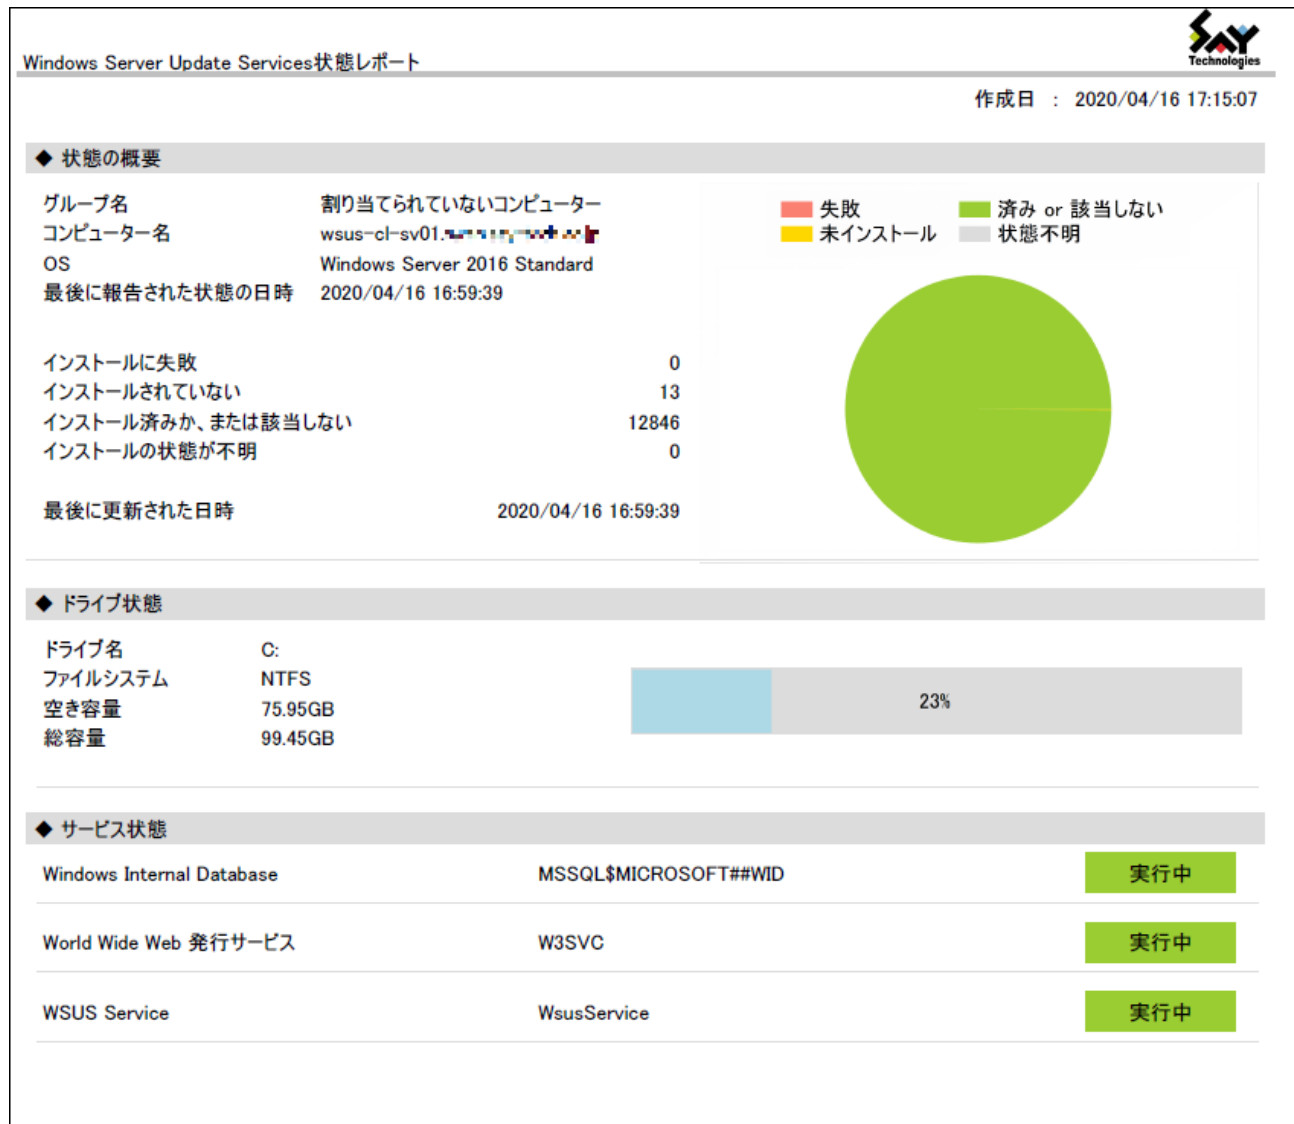 SAY
Technologies
Windows Server Update Services状態レポート
作成日 : 2020/04/16 17:15:07
◆ 状態の概要
グループ名 割り当てられていないコンピューター
コンピューター名 wsus-cl-sv01.
OS Windows Server 2016 Standard
最後に報告された状態の日時 2020/04/16 16:59:39
失敗 済み or 該当しない
未インストール 状態不明
インストールに失敗 0
インストールされていない 13
インストール済みか、または該当しない 12846
インストールの状態が不明 0
最後に更新された日時 2020/04/16 16:59:39
◆ ドライブ状態
ドライブ名 C:
ファイルシステム NTFS
空き容量 75.95GB
総容量 99.45GB
23%
◆ サービス状態
Windows Internal Database MSSQL$MICROSOFT##WID 実行中
World Wide Web 発行サービス W3SVC 実行中
WSUS Service WsusService 実行中